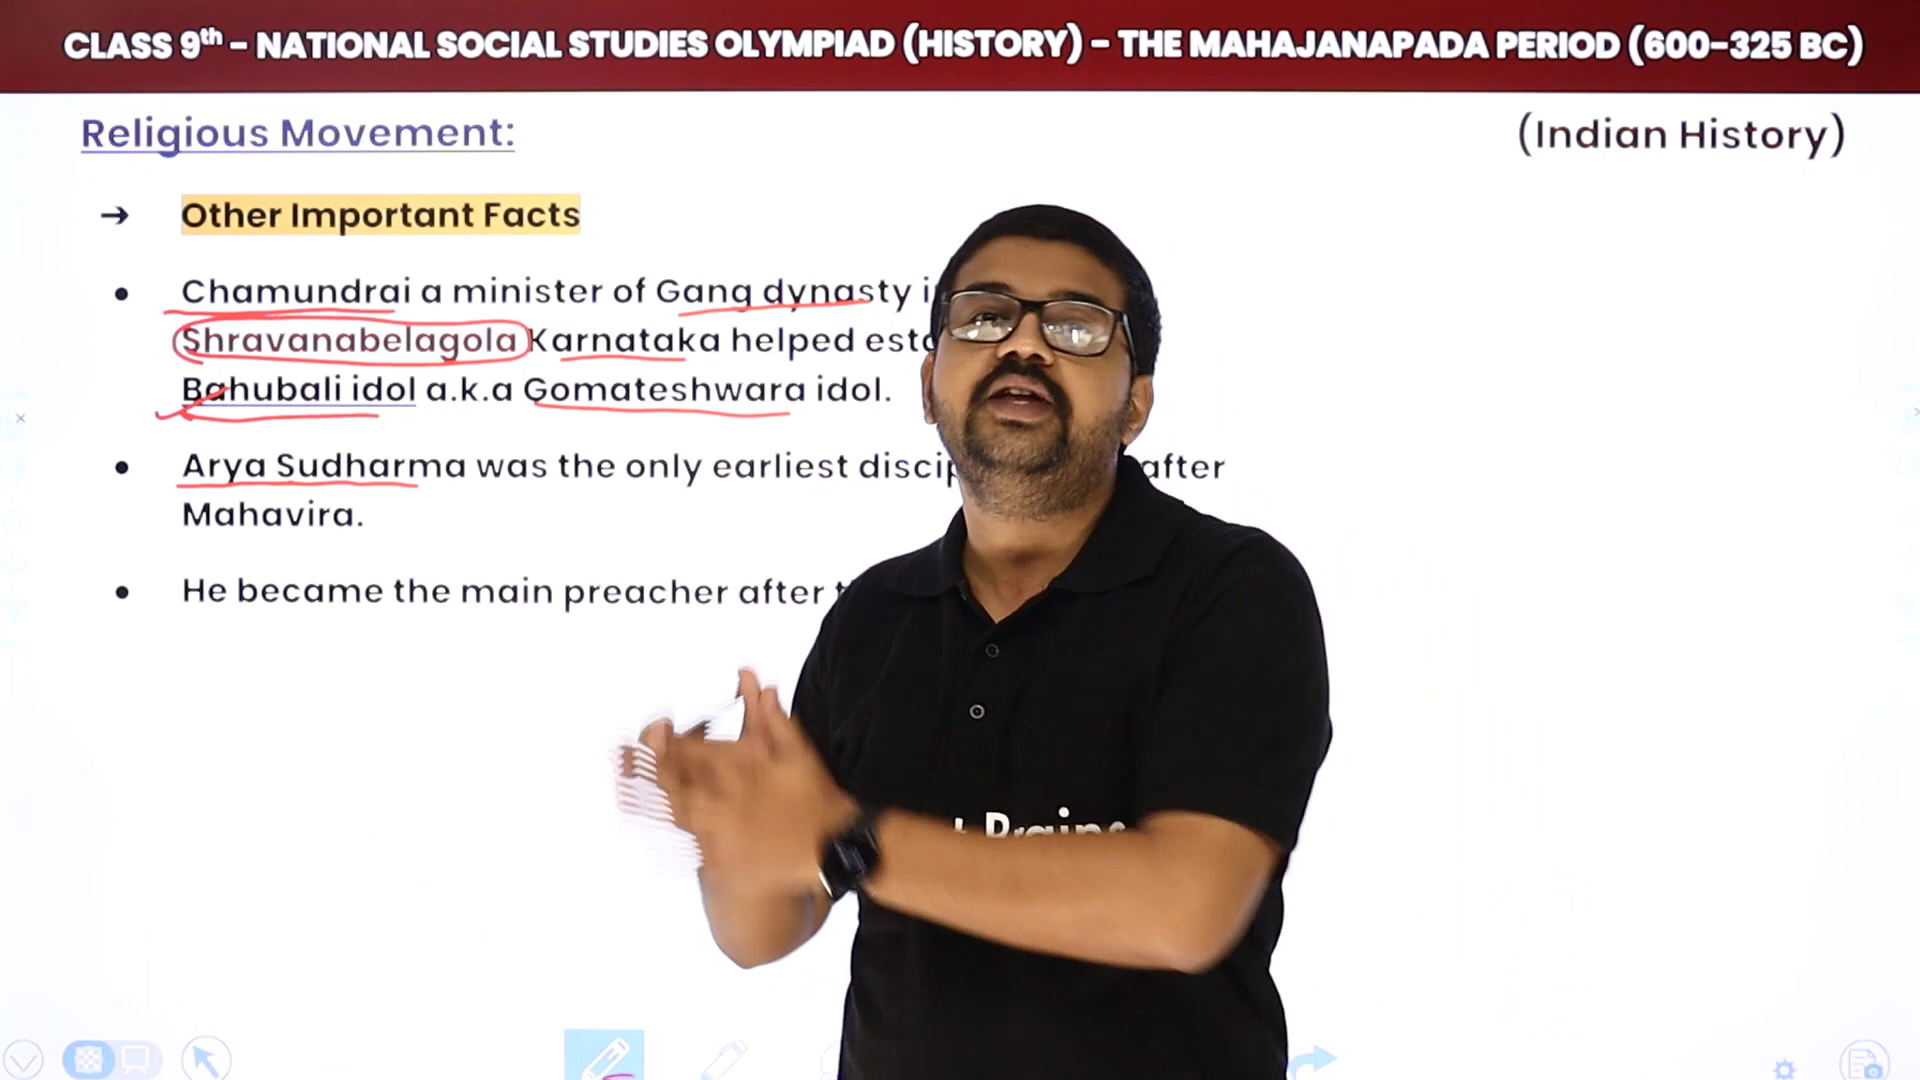 CLASS 9th - NATIONAL SOCIAL STUDIES OLYMPIAD (HISTORY) - THE MAHAJANAPADA PERIOD (600-325 BC)
Religious Movement:
(Indian History)
→ Other Important Facts
• Chamundrai a minister of Gang dynasty
Shravanabelagola Karnataka helped
Bahubali idol a.k.a Gomateshwara idol.
• Arya Sudharma was the only earliest after
Mahavira.
• He became the main preacher after